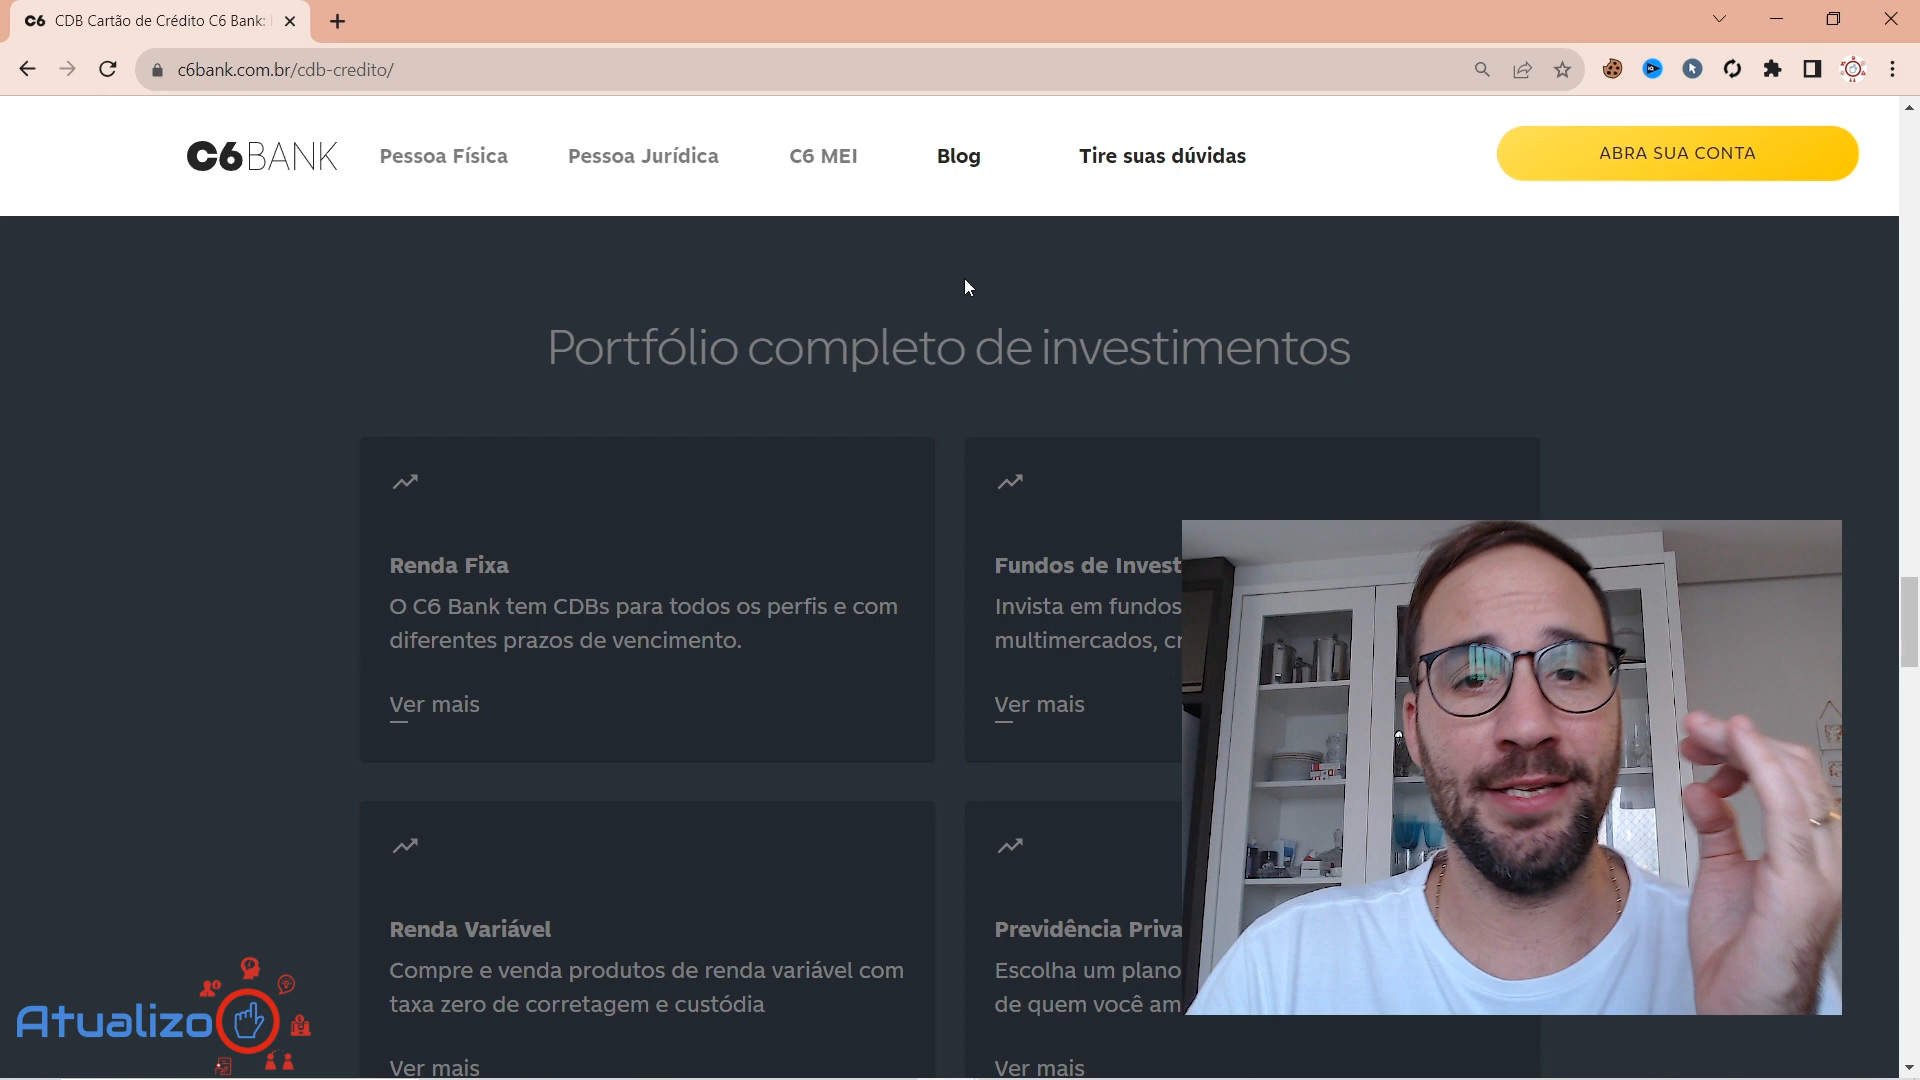 C6 CDB Cartão de Crédito C6 Bank:
c6bank.com.br/cdb-credito/
C6BANK
Pessoa Física
Pessoa Jurídica
C6 MEI
Blog
Tire suas dúvidas
ABRA SUA CONTA
Portfólio completo de investimentos
Renda Fixa
O C6 Bank tem CDBs para todos os perfis e com
diferentes prazos de vencimento.
Ver mais
Fundos de Invest
Invista em fundos
multimercados, cr
Ver mais
Renda Variável
Compre e venda produtos de renda variável com
taxa zero de corretagem e custódia
Ver mais
Previdência Priva
Escolha um plano
de quem você am
Ver mais
Atualizo